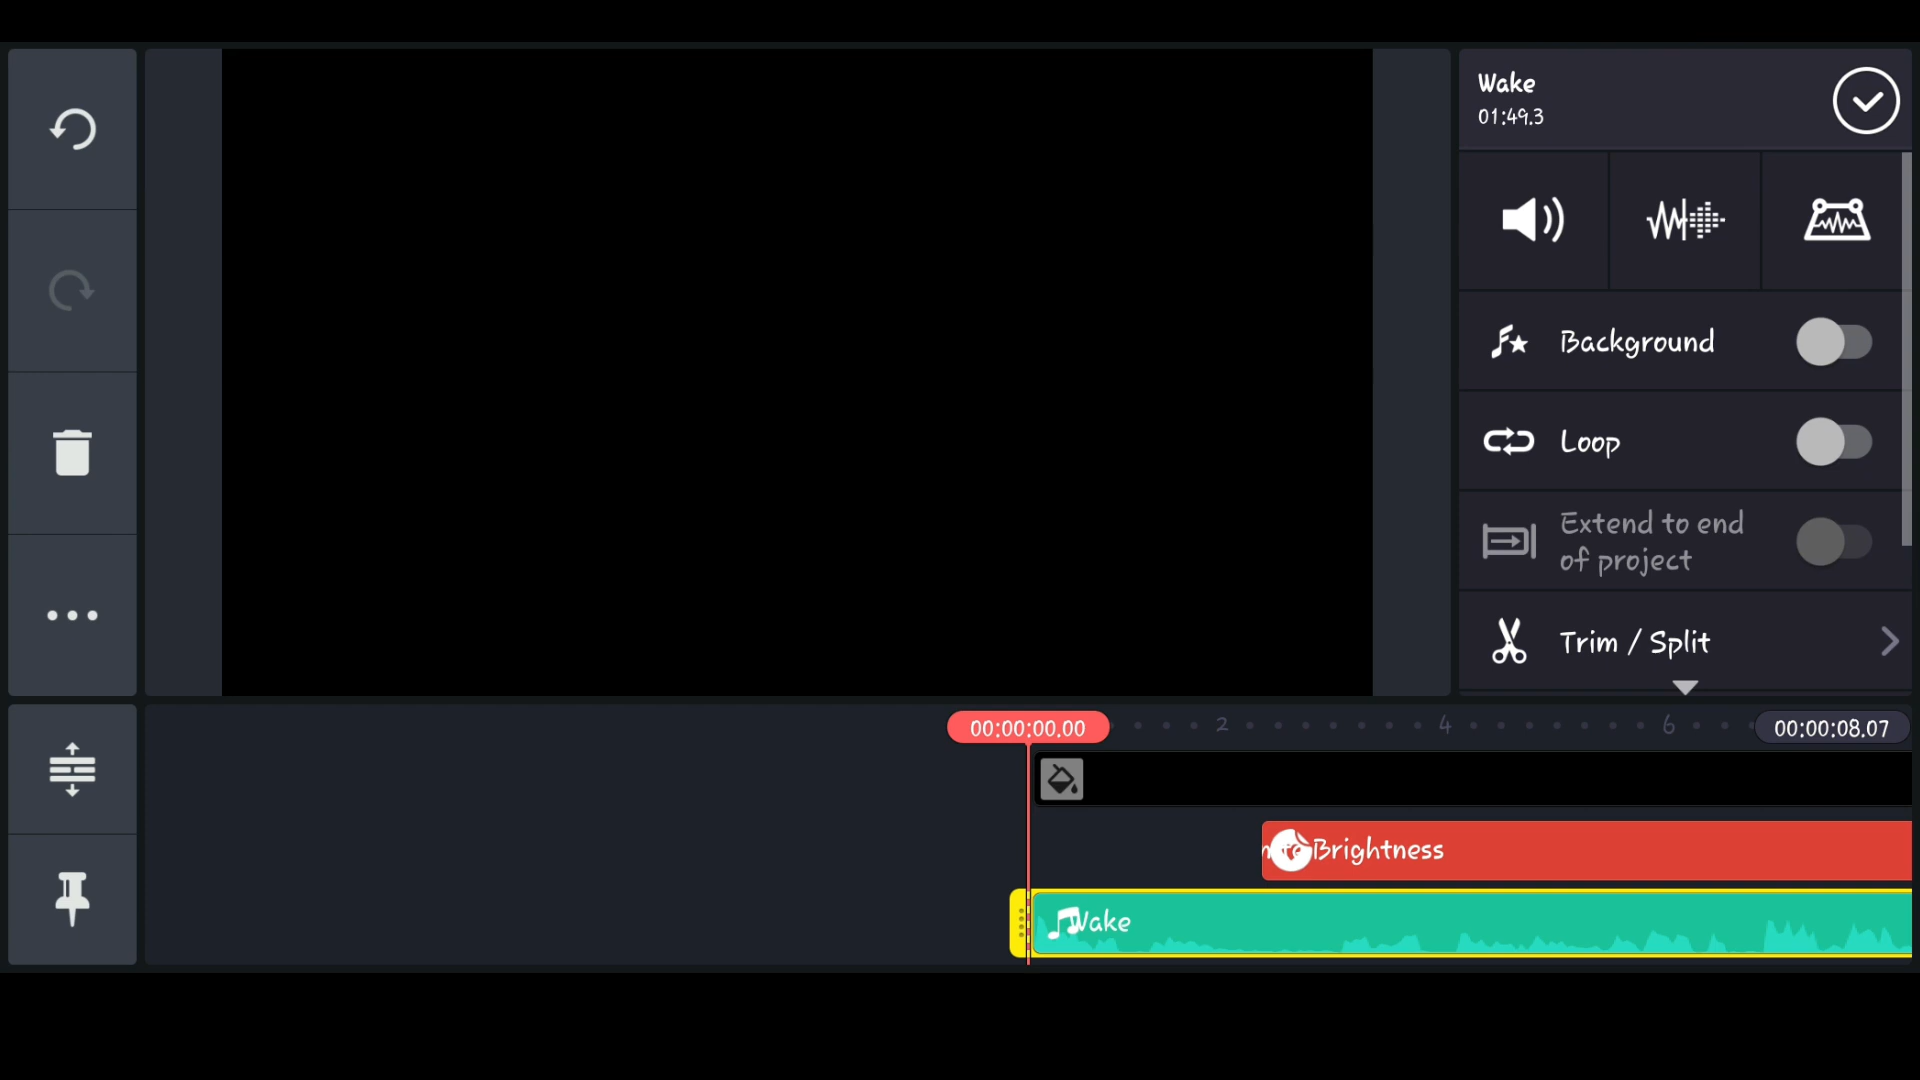 Wake
01:49.3
Background
Loop
Extend to end
of project
Trim / Split
00:00:00.00
2
4
6
00:00:08.07
Brightness
Wake